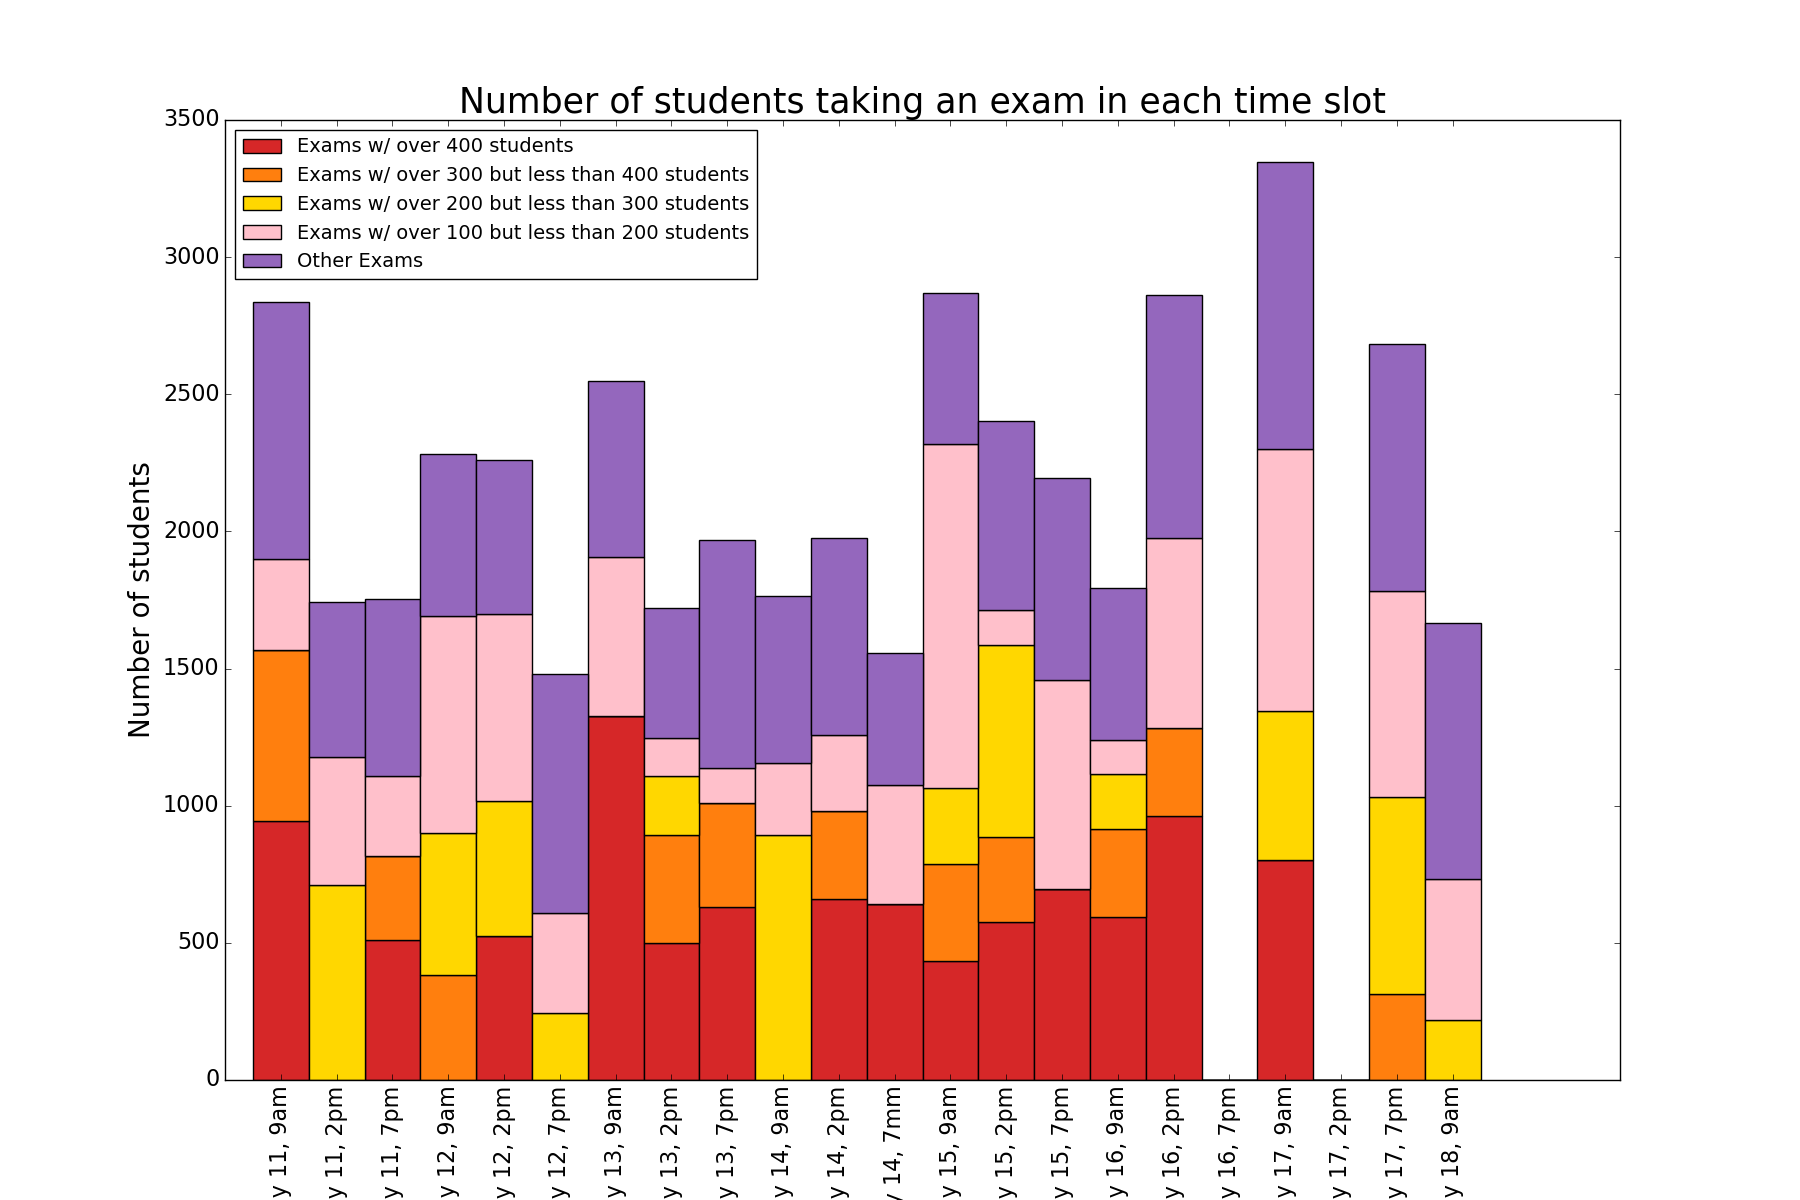 Number of students taking an exam in each time slot
3500
3000
2500
2000
1500
1000
500
0
Number of students
Exams w/ over 400 students
Exams w/ over 300 but less than 400 students
Exams w/ over 200 but less than 300 students
Exams w/ over 100 but less than 200 students
Other Exams
y 11, 9am
y 11, 2pm
y 11, 7pm
y 12, 9am
y 12, 2pm
y 12, 7pm
y 13, 9am
y 13, 2pm
y 13, 7pm
y 14, 9am
y 14, 2pm
y 14, 7mm
y 15, 9am
y 15, 2pm
y 15, 7pm
y 16, 9am
y 16, 2pm
y 16, 7pm
y 17, 9am
y 17, 2pm
y 17, 7pm
y 18, 9am